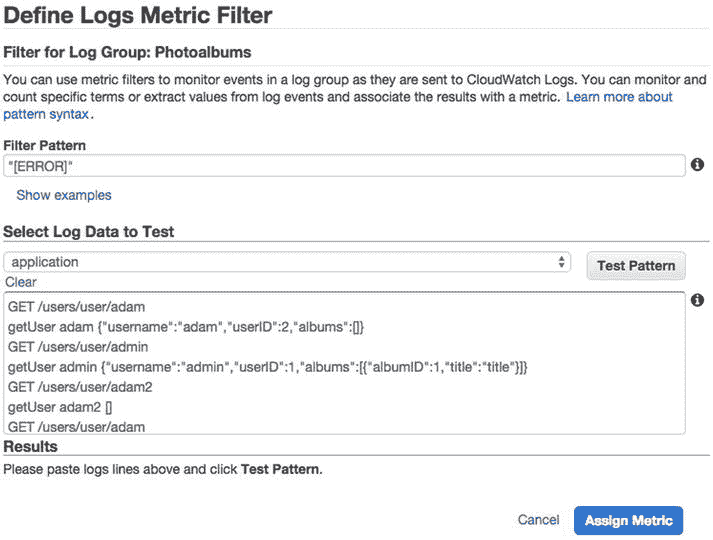 Define Logs Metric Filter
Filter for Log Group: Photoalbums
You can use metric filters to monitor events in a log group as they are sent to CloudWatch Logs. You can monitor and
count specific terms or extract values from log events and associate the results with a metric. Learn more about
pattern syntax.
Filter Pattern
"[ERROR]"
Show examples
Select Log Data to Test
application
Test Pattern
Clear
GET /users/user/adam
getUser adam {"username":"adam","userID":2,"albums":[]}
GET /users/user/admin
getUser admin {"username":"admin","userID":1,"albums":[{"albumID":1,"title":"title"}]}
GET /users/user/adam2
getUser adam2 []
GET /users/user/adam
Results
Please paste logs lines above and click Test Pattern.
Cancel
Assign Metric